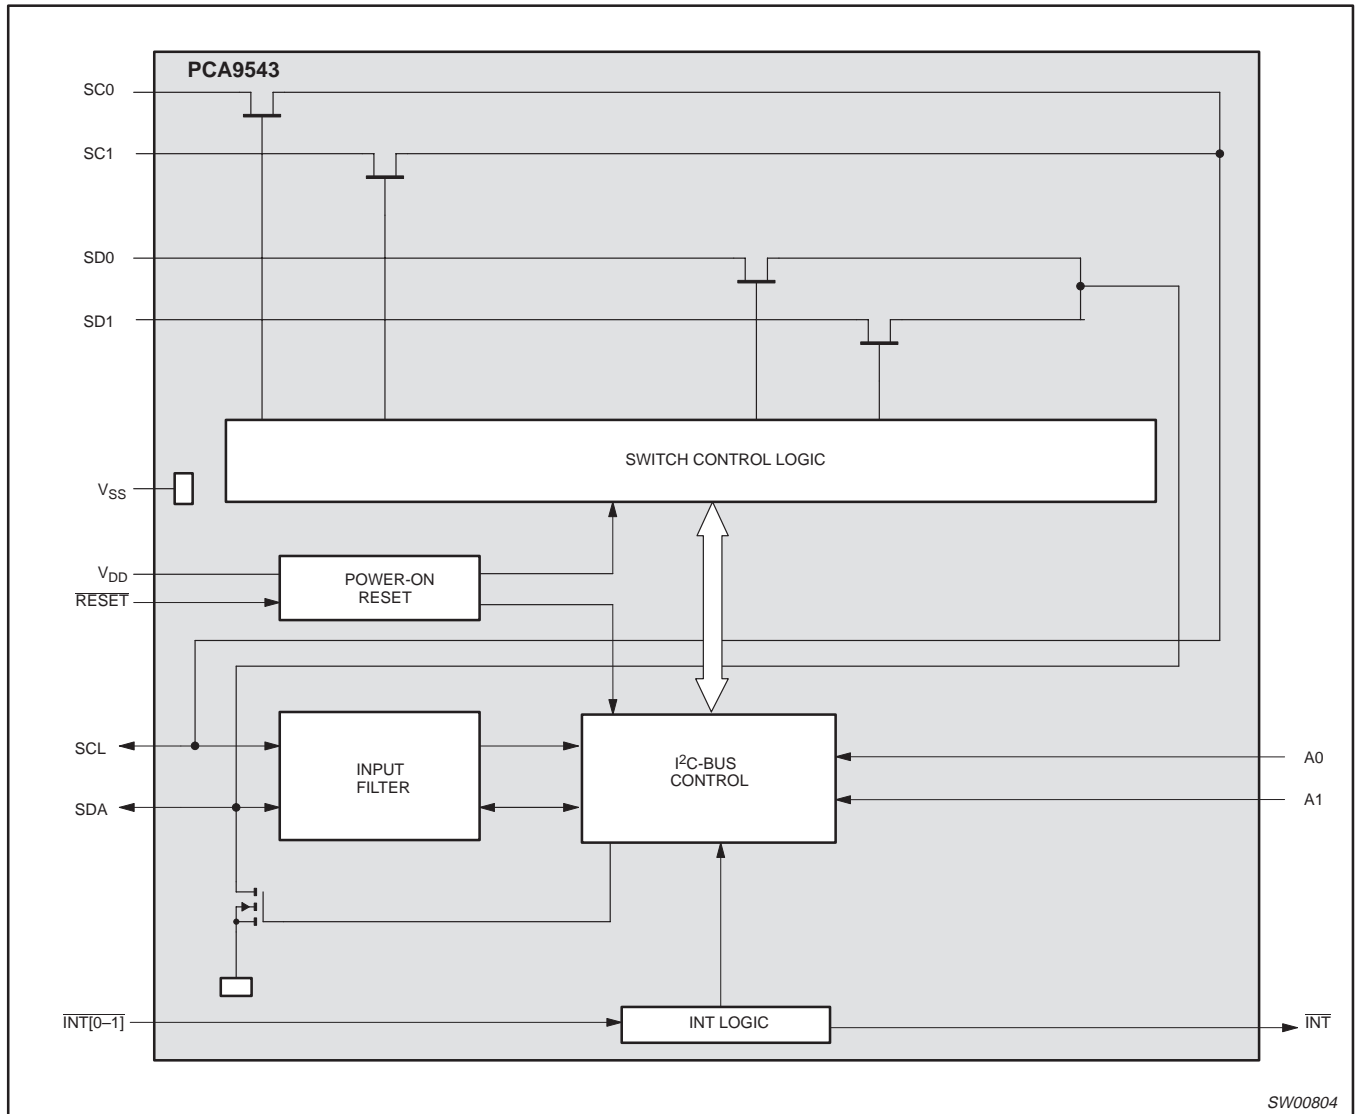 PCA9543
SC0
SC1
SD0
SD1
SWITCH CONTROL LOGIC
VSS
VDD
POWER-ON
RESET
RESET
SCL
INPUT
FILTER
I²C-BUS
CONTROL
A0
SDA
A1
INT[0–1]
INT LOGIC
INT
SW00804